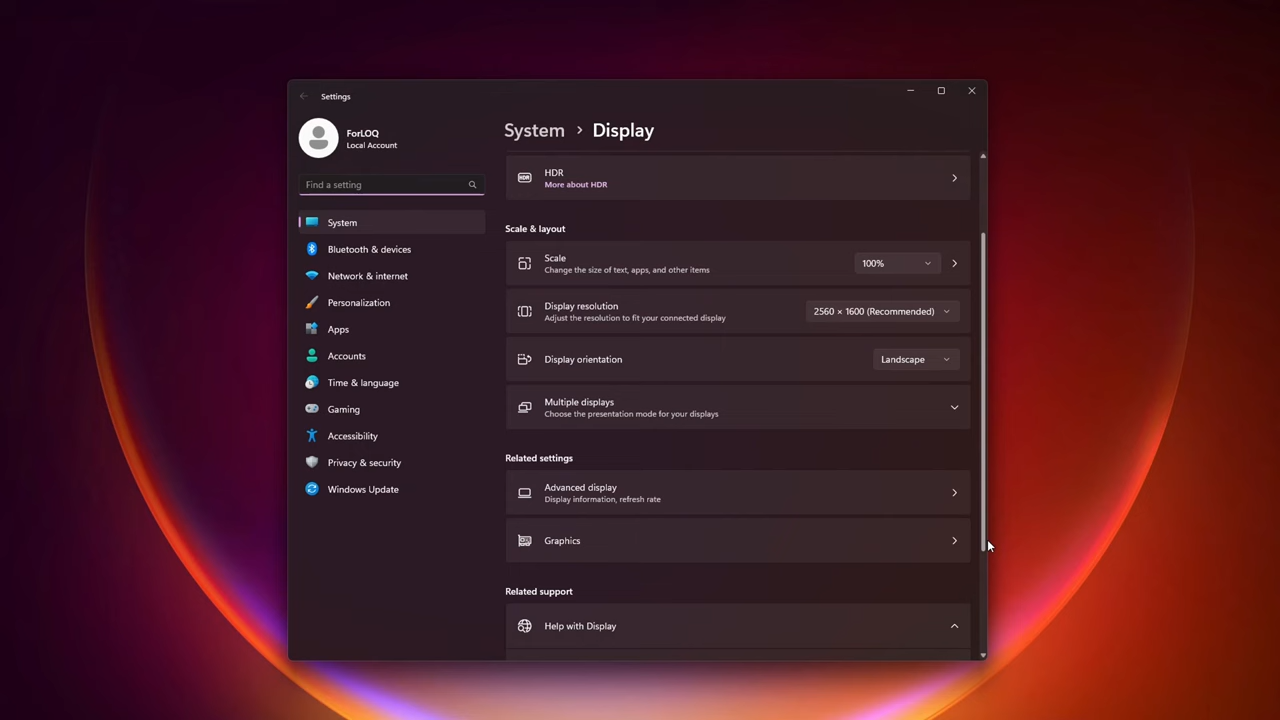 Settings
ForLOQ
Local Account
Find a setting
System
Bluetooth & devices
Network & internet
Personalization
Apps
Accounts
Time & language
Gaming
Accessibility
Privacy & security
Windows Update
System › Display
HDR
HDR
More about HDR
Scale & layout
Scale
Change the size of text, apps, and other items
100%
Display resolution
Adjust the resolution to fit your connected display
2560 × 1600 (Recommended)
Display orientation
Landscape
Multiple displays
Choose the presentation mode for your displays
Related settings
Advanced display
Display information, refresh rate
Graphics
Related support
Help with Display